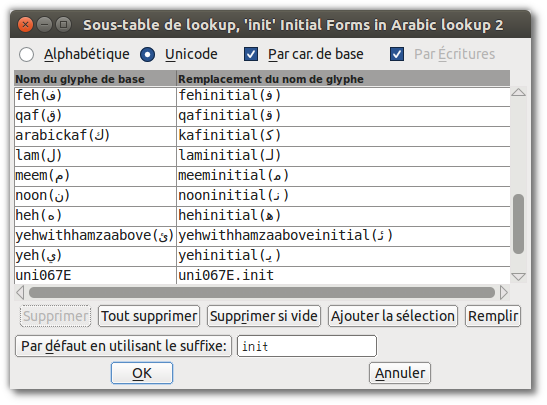 Sous-table de lookup, 'init' Initial Forms in Arabic lookup 2
Alphabétique Unicode Par car. de base Par Écritures
Nom du glyphe de base Remplacement du nom de glyphe
feh(ف) fehinitial(ﻓ)
qaf(ق) qafinitial(ﻗ)
arabickaf(ك) kafinitial(ﻛ)
lam(ل) laminitial(ﻟ)
meem(م) meeminitial(ﻣ)
noon(ن) nooninitial(ﻧ)
heh(ه) hehinitial(ﻫ)
yehwithhamzaabove(ئ) yehwithhamzaaboveinitial(ﺋ)
yeh(ي) yehinitial(ﻳ)
uni067E uni067E.init
Supprimer Tout supprimer Supprimer si vide Ajouter la sélection Remplir
Par défaut en utilisant le suffixe: init
OK Annuler